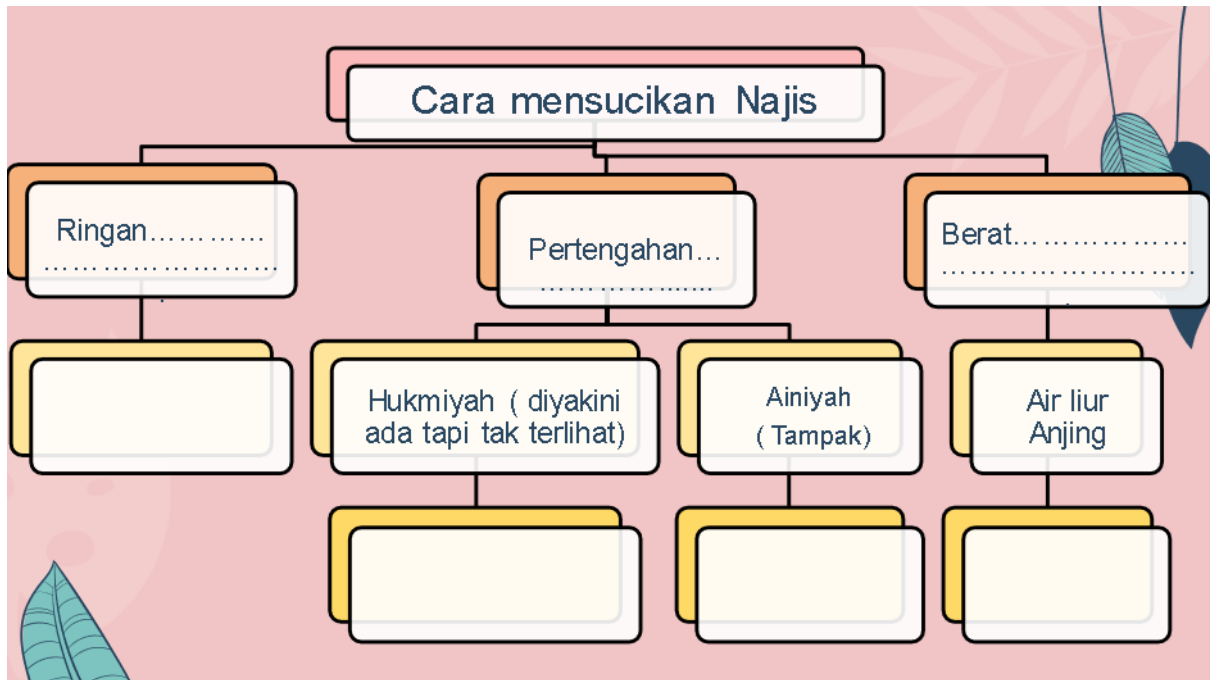 Cara mensucikan Najis
Ringan…………
……………………
.
Pertengahan…
…………......
Berat………………
……………………..
.
Hukmiyah ( diyakini
ada tapi tak terlihat)
Ainiyah
( Tampak)
Air liur
Anjing